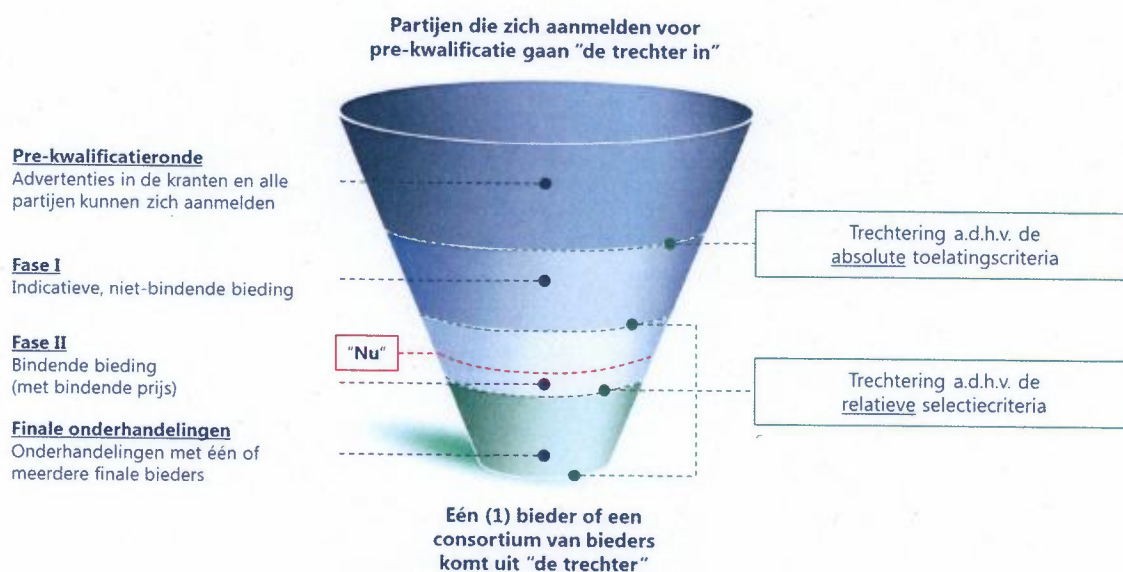 Partijen die zich aanmelden voor
pre-kwalificatie gaan "de trechter in"
Pre-kwalificatieronde
Advertenties in de kranten en alle
partijen kunnen zich aanmelden
Trechtering a.d.h.v. de
absolute toelatingscriteria
Fase I
Indicatieve, niet-bindende bieding
Fase II
Bindende bieding
(met bindende prijs)
"Nu"
Trechtering a.d.h.v. de
relatieve selectiecriteria
Finale onderhandelingen
Onderhandelingen met één of
meerdere finale bieders
Eén (1) bieder of een
consortium van bieders
komt uit "de trechter"